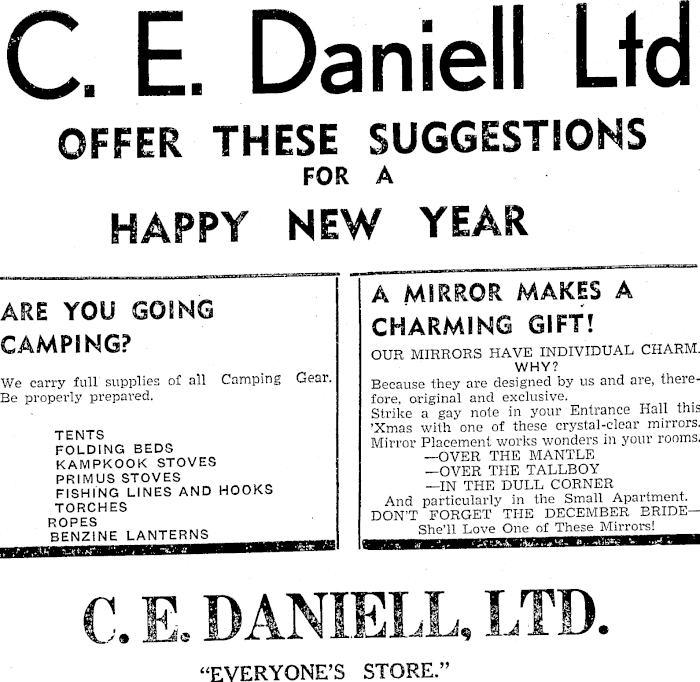 C. E. Daniell Ltd
OFFER THESE SUGGESTIONS
FOR A
HAPPY NEW YEAR
ARE YOU GOING
CAMPING?
We carry full supplies of all Camping Gear.
Be properly prepared.
TENTS
FOLDING BEDS
KAMPKOOK STOVES
PRIMUS STOVES
FISHING LINES AND HOOKS
TORCHES
ROPES
BENZINE LANTERNS
A MIRROR MAKES A
CHARMING GIFT!
OUR MIRRORS HAVE INDIVIDUAL CHARM.
WHY?
Because they are designed by us and are, there-
fore, original and exclusive.
Strike a gay note in your Entrance Hall this
'Xmas with one of these crystal-clear mirrors.
Mirror Placement works wonders in your rooms.
—OVER THE MANTLE
—OVER THE TALLBOY
—IN THE DULL CORNER
And particularly in the Small Apartment.
DON'T FORGET THE DECEMBER BRIDE—
She'll Love One of These Mirrors!
C. E. DANIELL, LTD.
"EVERYONE'S STORE."